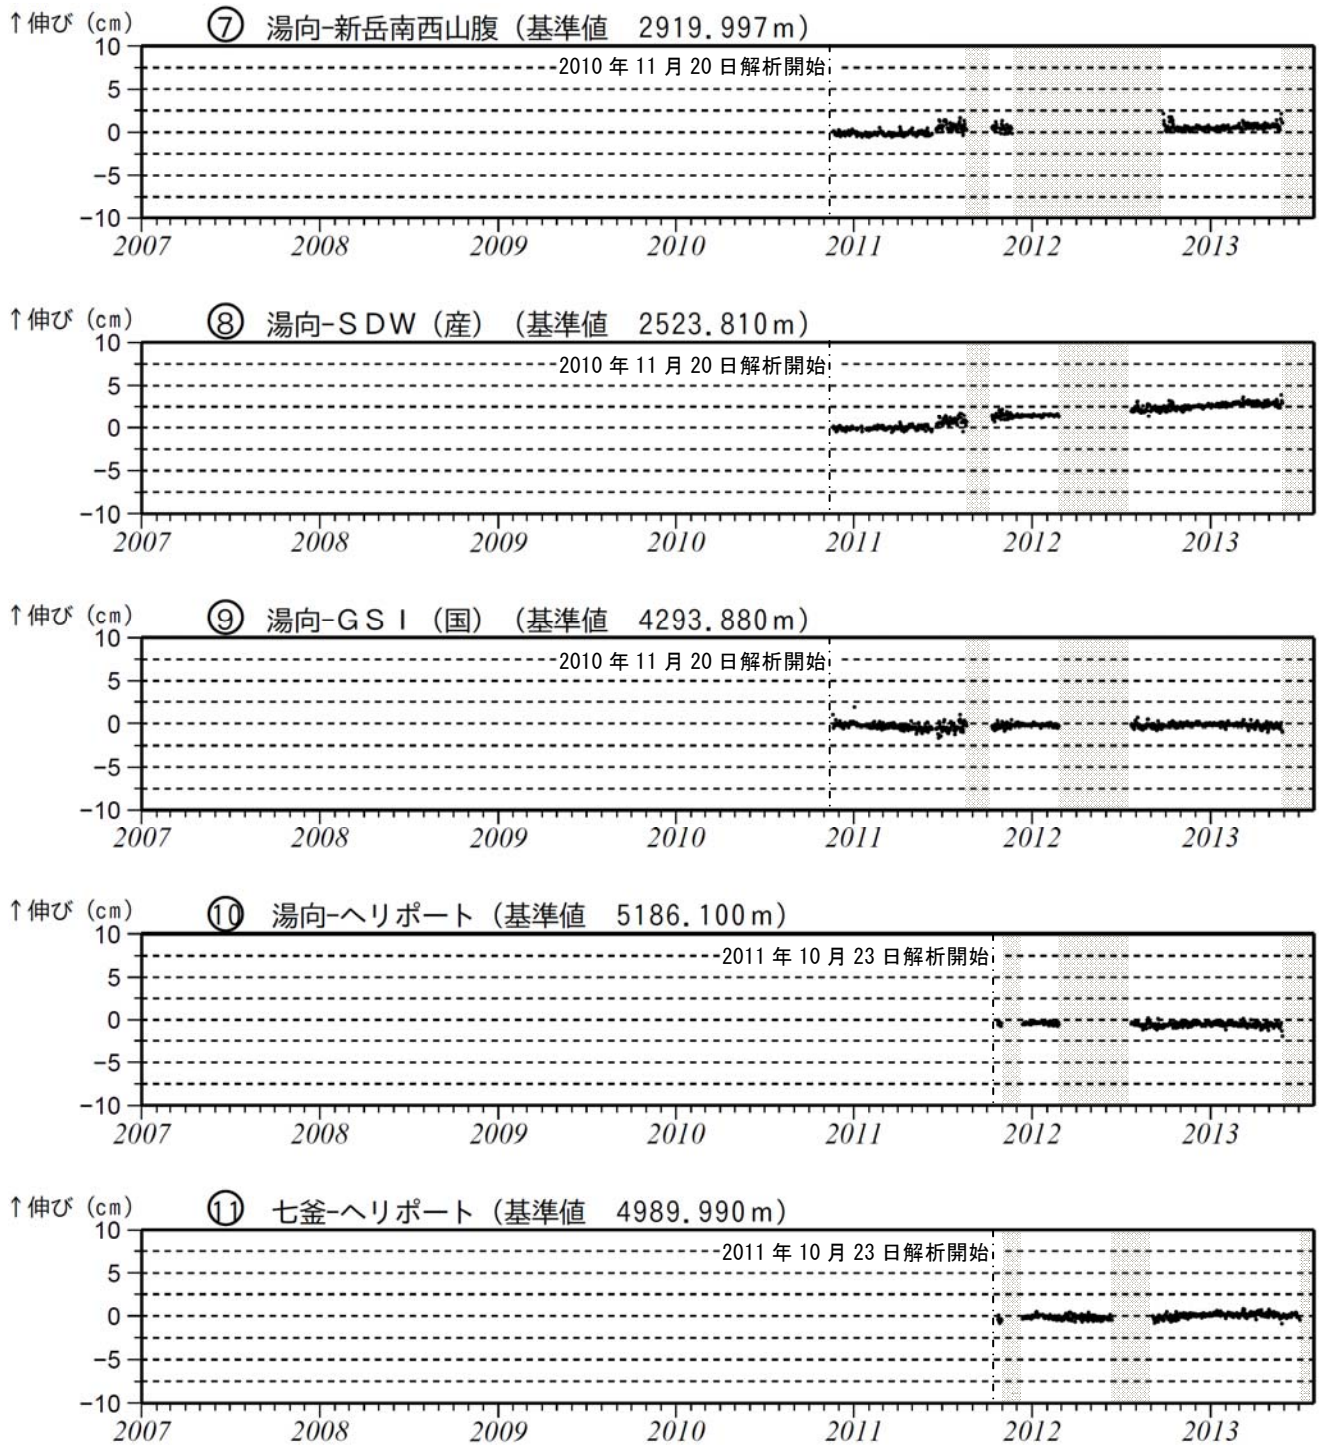 ↑伸び（cm） ⑦ 湯向-新岳南西山腹（基準値 2919.997m）
10
2010 年 11 月 20 日解析開始
5
0
-5
-10
2007 2008 2009 2010 2011 2012 2013
↑伸び（cm） ⑧ 湯向-ＳＤＷ（産）（基準値 2523.810m）
10
2010 年 11 月 20 日解析開始
5
0
-5
-10
2007 2008 2009 2010 2011 2012 2013
↑伸び（cm） ⑨ 湯向-ＧＳＩ（国）（基準値 4293.880m）
10
2010 年 11 月 20 日解析開始
5
0
-5
-10
2007 2008 2009 2010 2011 2012 2013
↑伸び（cm） ⑩ 湯向-ヘリポート（基準値 5186.100m）
10
2011 年 10 月 23 日解析開始
5
0
-5
-10
2007 2008 2009 2010 2011 2012 2013
↑伸び（cm） ⑪ 七釜-ヘリポート（基準値 4989.990m）
10
2011 年 10 月 23 日解析開始
5
0
-5
-10
2007 2008 2009 2010 2011 2012 2013